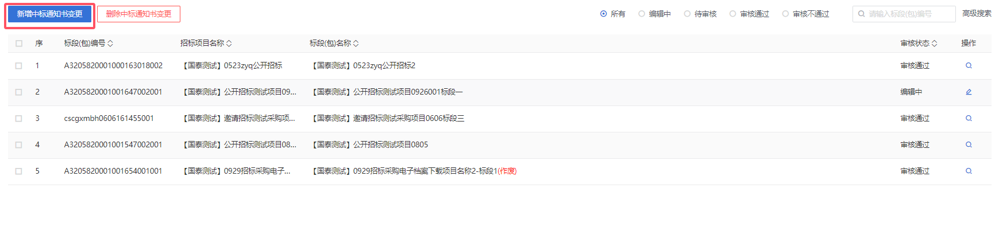 新增中标通知书变更 删除中标通知书变更 所有 编辑中 待审核 审核通过 审核不通过 请输入标段(包)编号 高级搜索
序 标段(包)编号 招标项目名称 标段(包)名称 审核状态 操作
1 A3205820001000163018002 【国泰测试】0523zyq公开招标 【国泰测试】0523zyq公开招标2 审核通过
2 A3205820001001647002001 【国泰测试】公开招标测试项目09... 【国泰测试】公开招标测试项目0926001标段一 编辑中
3 cscgxmbh0606161455001 【国泰测试】邀请招标测试采购项... 【国泰测试】邀请招标测试采购项目0606标段三 审核通过
4 A3205820001001547002001 【国泰测试】公开招标测试项目08... 【国泰测试】公开招标测试项目0805 审核通过
5 A3205820001001654001001 【国泰测试】0929招标采购电子... 【国泰测试】0929招标采购电子档案下载项目名称2-标段1(作废) 审核通过